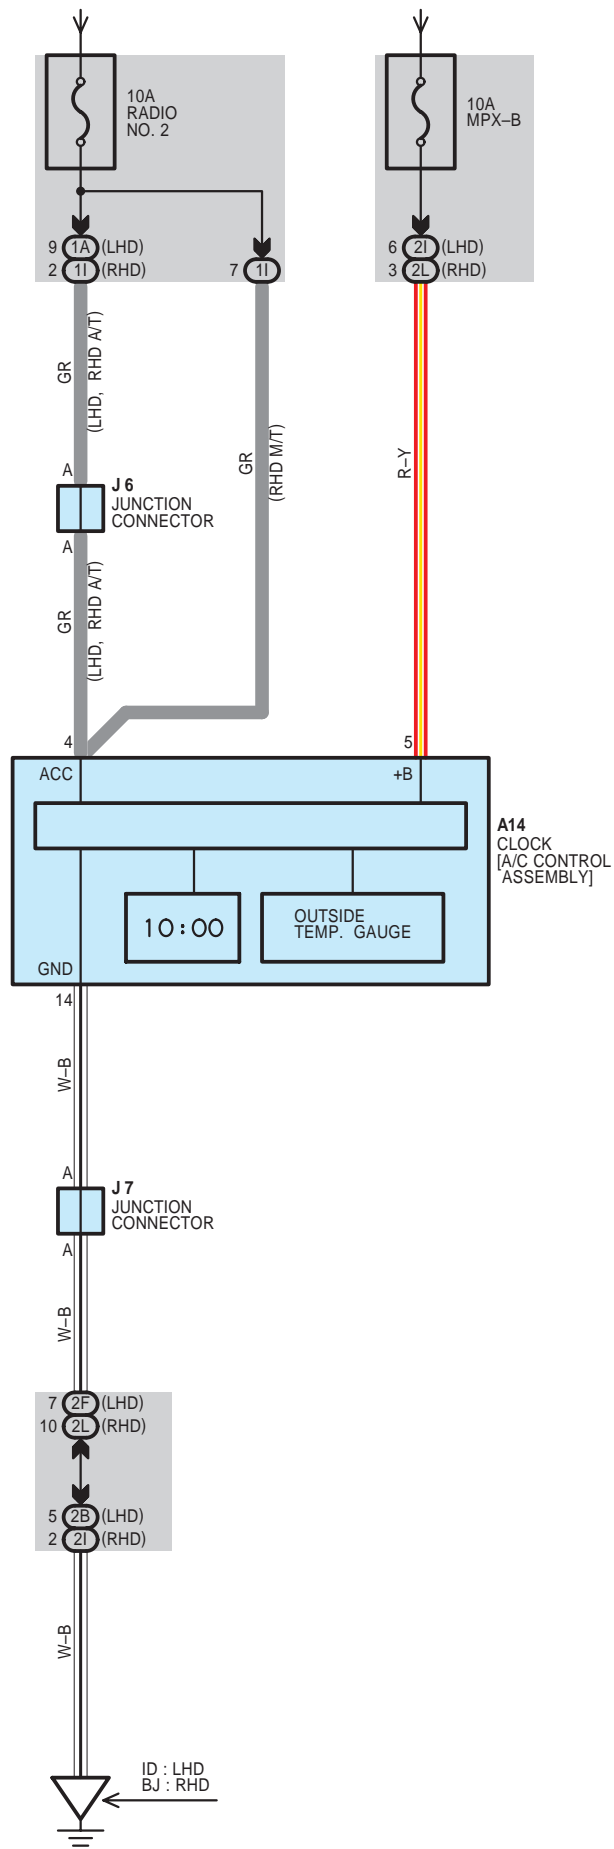 10A
RADIO
NO. 2
10A
MPX–B
9 1A (LHD)
2 1I (RHD)
7 1I
6 2I (LHD)
3 2L (RHD)
GR
(LHD, RHD A/T)
GR
(RHD M/T)
R–Y
A
J 6
JUNCTION
CONNECTOR
A
GR
(LHD, RHD A/T)
4
5
ACC
+B
A14
CLOCK
[A/C CONTROL
ASSEMBLY]
10:00
OUTSIDE
TEMP. GAUGE
GND
14
W–B
A
J 7
JUNCTION
CONNECTOR
A
W–B
7 2F (LHD)
10 2L (RHD)
5 2B (LHD)
2 2I (RHD)
W–B
ID : LHD
BJ : RHD